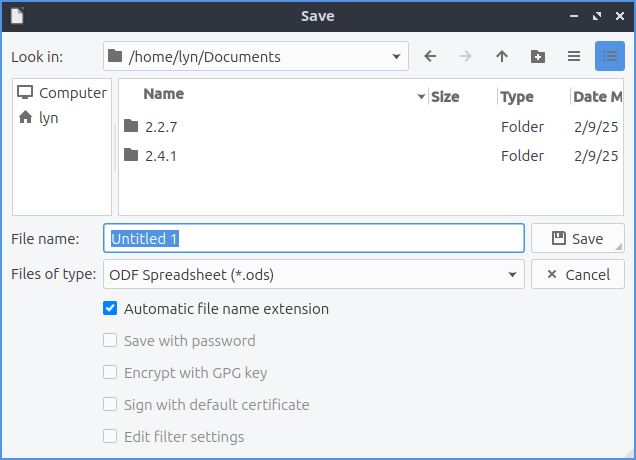 Save
Look in: /home/lyn/Documents
Computer
lyn
Name Size Type Date M
2.2.7 Folder 2/9/25
2.4.1 Folder 2/9/25
File name: Untitled 1 Save
Files of type: ODF Spreadsheet (*.ods) Cancel
Automatic file name extension
Save with password
Encrypt with GPG key
Sign with default certificate
Edit filter settings